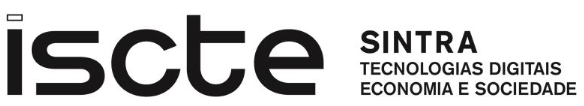 iscte
SINTRA
TECNOLOGIAS DIGITAIS
ECONOMIA E SOCIEDADE